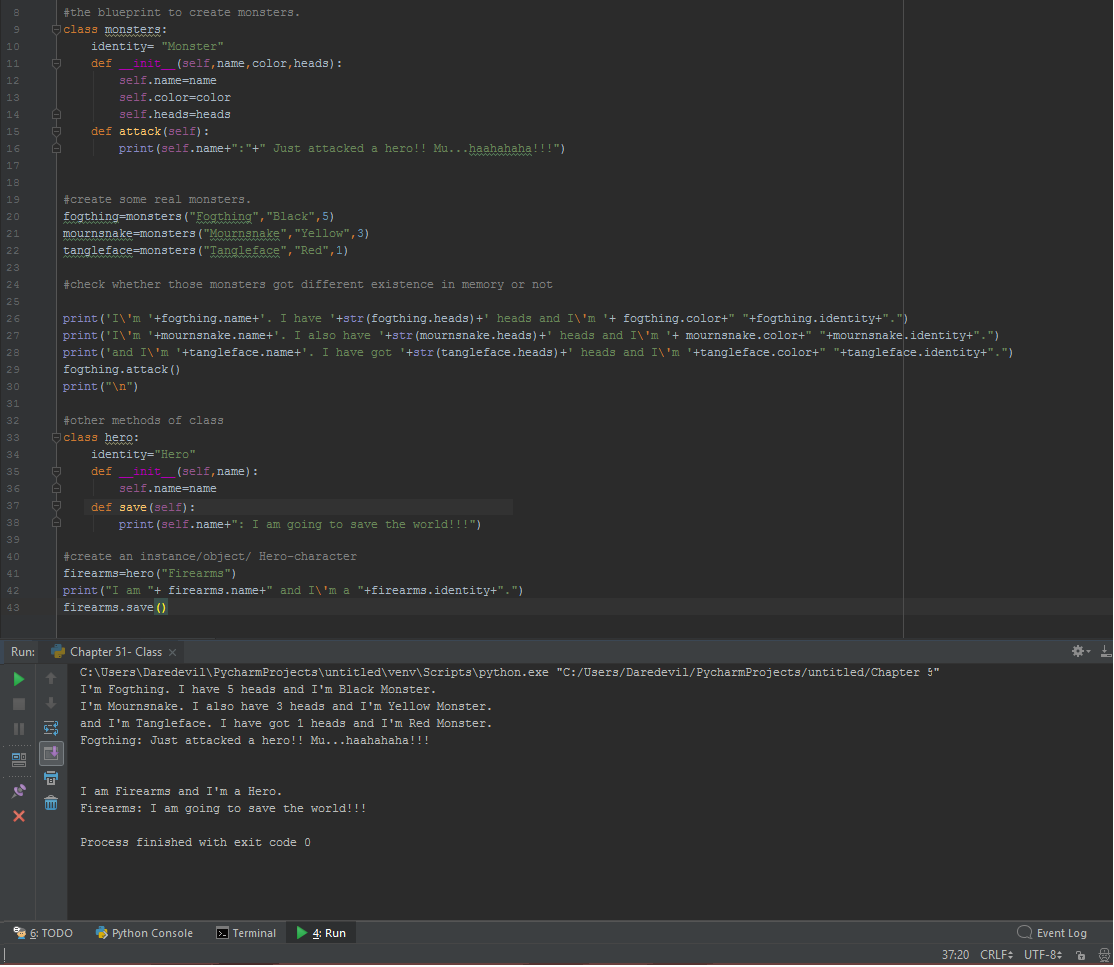 8 #the blueprint to create monsters.
9 class monsters:
10 identity= "Monster"
11 def __init__(self,name,color,heads):
12 self.name=name
13 self.color=color
14 self.heads=heads
15 def attack(self):
16 print(self.name+":"+" Just attacked a hero!! Mu...haahahaha!!!")
17
18
19 #create some real monsters.
20 fogthing=monsters("Fogthing","Black",5)
21 mournsnake=monsters("Mournsnake","Yellow",3)
22 tangleface=monsters("Tangleface","Red",1)
23
24 #check whether those monsters got different existence in memory or not
25
26 print('I\'m '+fogthing.name+'. I have '+str(fogthing.heads)+' heads and I\'m '+ fogthing.color+" "+fogthing.identity+".")
27 print('I\'m '+mournsnake.name+'. I also have '+str(mournsnake.heads)+' heads and I\'m '+ mournsnake.color+" "+mournsnake.identity+".")
28 print('and I\'m '+tangleface.name+'. I have got '+str(tangleface.heads)+' heads and I\'m '+tangleface.color+" "+tangleface.identity+".")
29 fogthing.attack()
30 print("\n")
31
32 #other methods of class
33 class hero:
34 identity="Hero"
35 def __init__(self,name):
36 self.name=name
37 def save(self):
38 print(self.name+": I am going to save the world!!!")
39
40 #create an instance/object/ Hero-character
41 firearms=hero("Firearms")
42 print("I am "+ firearms.name+" and I\'m a "+firearms.identity+".")
43 firearms.save()
Run: Chapter 51- Class
C:\Users\Daredevil\PycharmProjects\untitled\venv\Scripts\python.exe "C:/Users/Daredevil/PycharmProjects/untitled/Chapter 5"
I'm Fogthing. I have 5 heads and I'm Black Monster.
I'm Mournsnake. I also have 3 heads and I'm Yellow Monster.
and I'm Tangleface. I have got 1 heads and I'm Red Monster.
Fogthing: Just attacked a hero!! Mu...haahahaha!!!
I am Firearms and I'm a Hero.
Firearms: I am going to save the world!!!
Process finished with exit code 0
6: TODO Python Console Terminal 4: Run Event Log
37:20 CRLF UTF-8